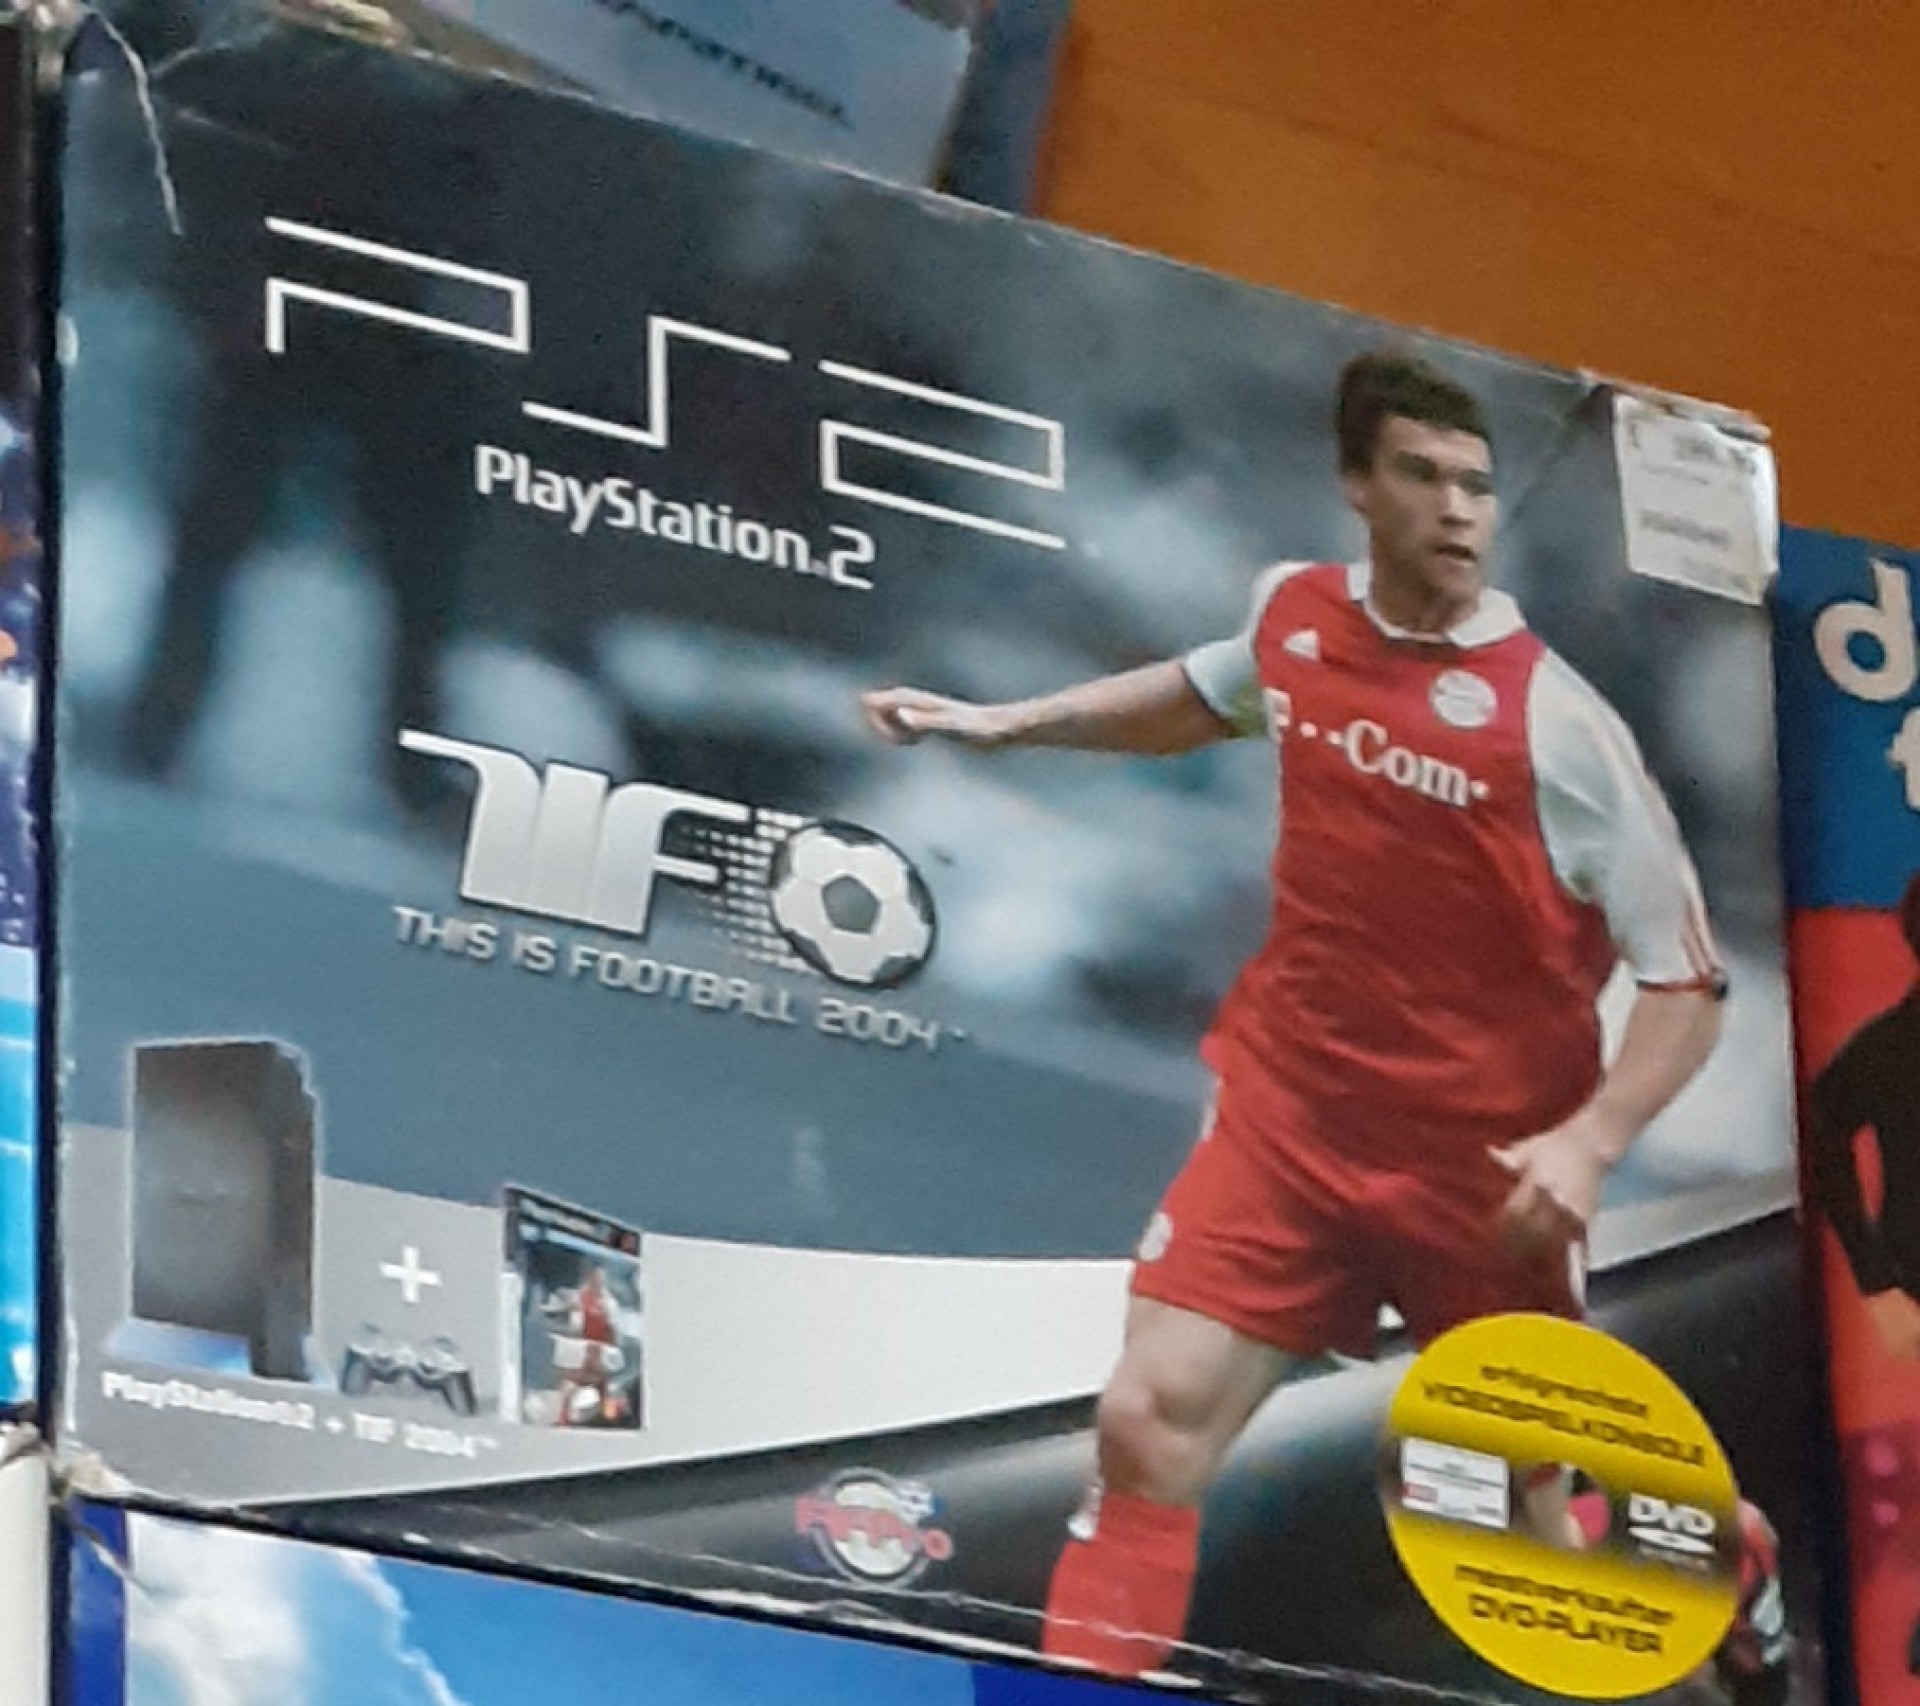 PS2
PlayStation.2
TIF
THIS IS FOOTBALL 2004™
T··Com·
+
PlayStation.2 + TIF 2004™
erfolgreichste
VIDEOSPIELKONSOLE
DVD
meistverkaufter
DVD-PLAYER
d